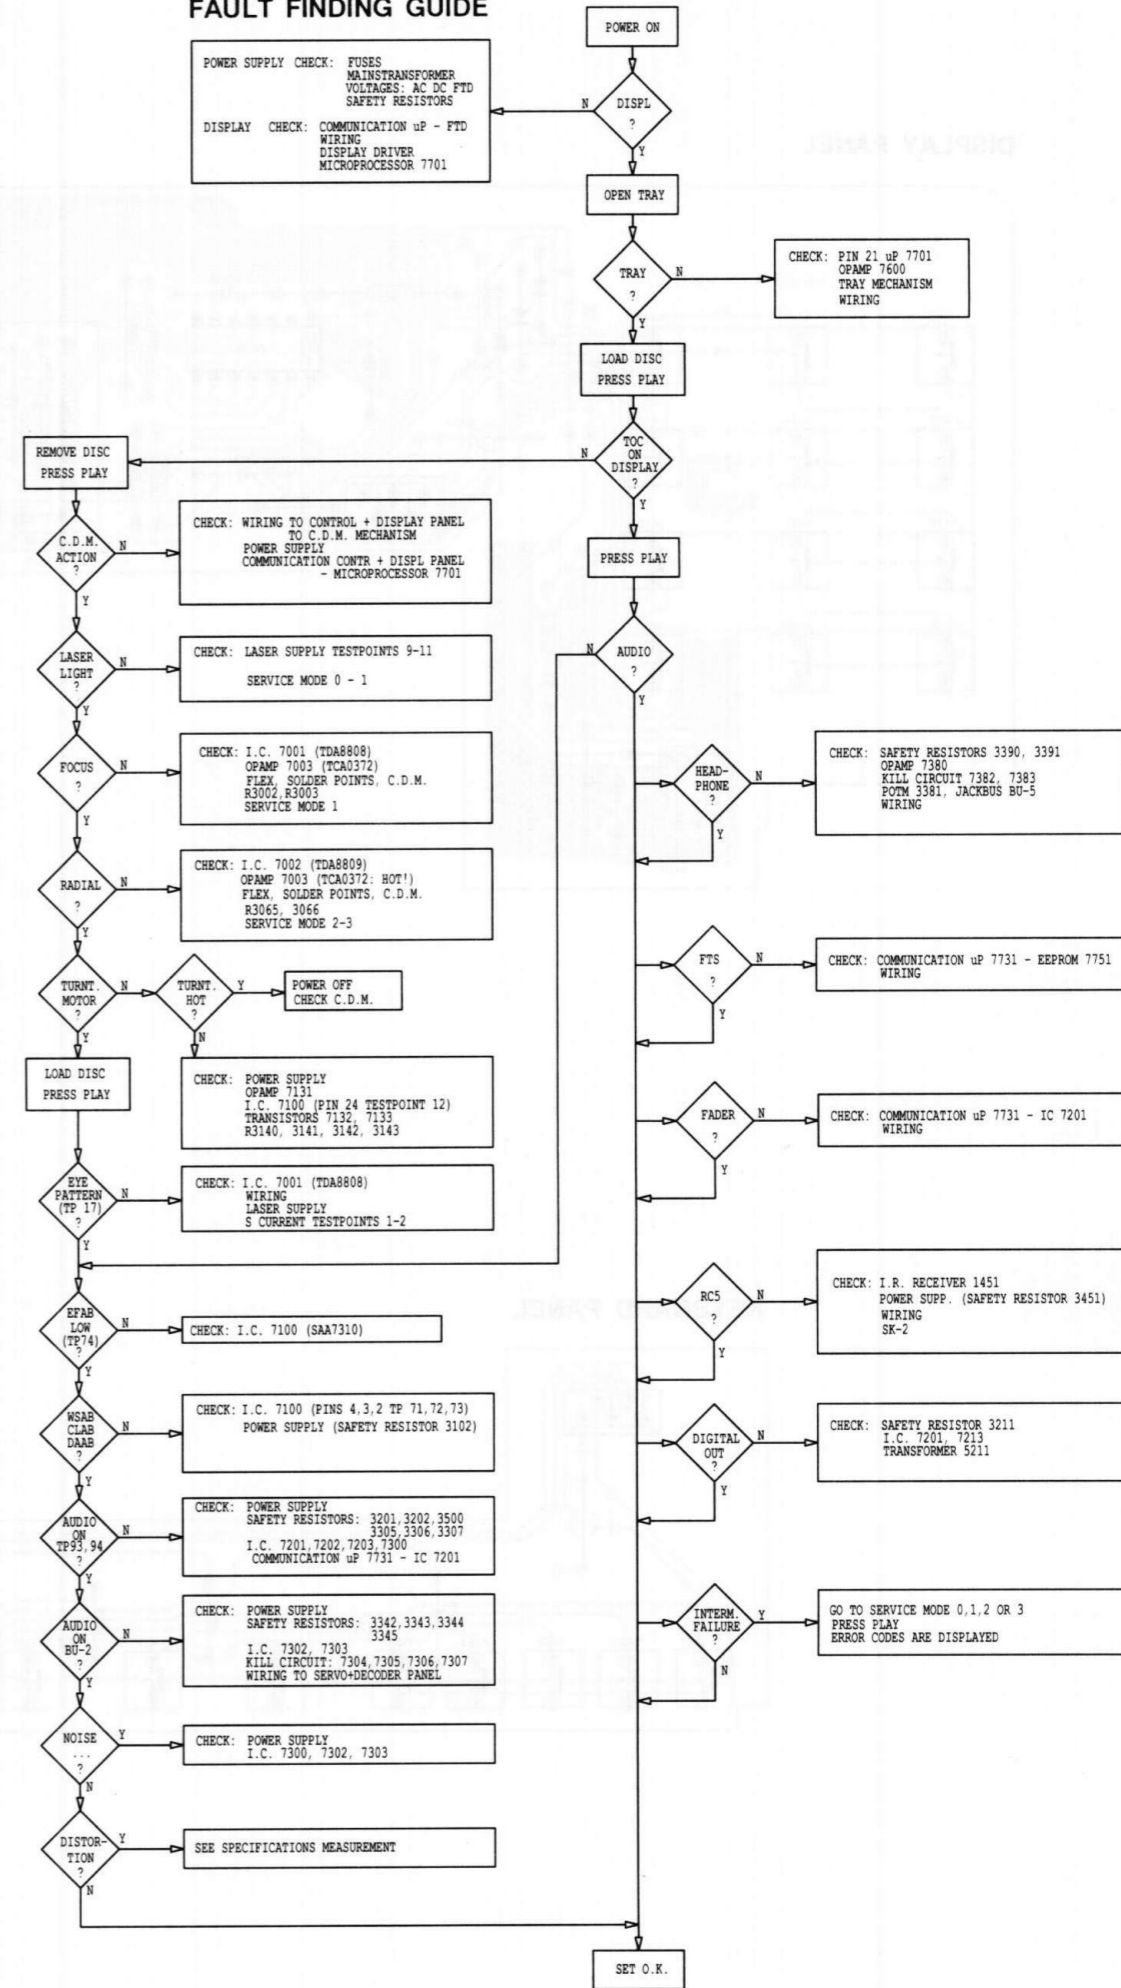 FAULT FINDING GUIDE
POWER ON
POWER SUPPLY CHECK: FUSES
MAINSTRANSFORMER
VOLTAGES: AC DC FTD
SAFETY RESISTORS
DISPLAY CHECK: COMMUNICATION uP - FTD
WIRING
DISPLAY DRIVER
MICROPROCESSOR 7701
N
DISPL
?
Y
OPEN TRAY
TRAY
?
N
Y
CHECK: PIN 21 uP 7701
OPAMP 7600
TRAY MECHANISM
WIRING
LOAD DISC
PRESS PLAY
N
TOC
ON
DISPLAY
?
Y
PRESS PLAY
N
AUDIO
?
Y
REMOVE DISC
PRESS PLAY
C.D.M.
ACTION
?
N
Y
CHECK: WIRING TO CONTROL + DISPLAY PANEL
TO C.D.M. MECHANISM
POWER SUPPLY
COMMUNICATION CONTR + DISPL PANEL
- MICROPROCESSOR 7701
LASER
LIGHT
?
N
Y
CHECK: LASER SUPPLY TESTPOINTS 9-11
SERVICE MODE 0 - 1
FOCUS
?
N
Y
CHECK: I.C. 7001 (TDA8808)
OPAMP 7003 (TCA0372)
FLEX, SOLDER POINTS, C.D.M.
R3002,R3003
SERVICE MODE 1
RADIAL
?
N
Y
CHECK: I.C. 7002 (TDA8809)
OPAMP 7003 (TCA0372: HOT!)
FLEX, SOLDER POINTS, C.D.M.
R3065, 3066
SERVICE MODE 2-3
TURNT.
MOTOR
?
N
Y
TURNT.
HOT
?
Y
N
POWER OFF
CHECK C.D.M.
LOAD DISC
PRESS PLAY
CHECK: POWER SUPPLY
OPAMP 7131
I.C. 7100 (PIN 24 TESTPOINT 12)
TRANSISTORS 7132, 7133
R3140, 3141, 3142, 3143
EYE
PATTERN
(TP 17)
?
N
Y
CHECK: I.C. 7001 (TDA8808)
WIRING
LASER SUPPLY
S CURRENT TESTPOINTS 1-2
EFAB
LOW
(TP74)
?
N
Y
CHECK: I.C. 7100 (SAA7310)
WSAB
CLAB
DAAB
?
N
Y
CHECK: I.C. 7100 (PINS 4,3,2 TP 71,72,73)
POWER SUPPLY (SAFETY RESISTOR 3102)
AUDIO
ON
TP93,94
?
N
Y
CHECK: POWER SUPPLY
SAFETY RESISTORS: 3201,3202,3500
3305,3306,3307
I.C. 7201,7202,7203,7300
COMMUNICATION uP 7731 - IC 7201
AUDIO
ON
BU-2
?
N
Y
CHECK: POWER SUPPLY
SAFETY RESISTORS: 3342,3343,3344
3345
I.C. 7302, 7303
KILL CIRCUIT: 7304,7305,7306,7307
WIRING TO SERVO+DECODER PANEL
NOISE
...
?
Y
N
CHECK: POWER SUPPLY
I.C. 7300, 7302, 7303
DISTOR-
TION
?
Y
N
SEE SPECIFICATIONS MEASUREMENT
HEAD-
PHONE
?
N
Y
CHECK: SAFETY RESISTORS 3390, 3391
OPAMP 7380
KILL CIRCUIT 7382, 7383
POTM 3381, JACKBUS BU-5
WIRING
FTS
?
N
Y
CHECK: COMMUNICATION uP 7731 - EEPROM 7751
WIRING
FADER
?
N
Y
CHECK: COMMUNICATION uP 7731 - IC 7201
WIRING
RC5
?
N
Y
CHECK: I.R. RECEIVER 1451
POWER SUPP. (SAFETY RESISTOR 3451)
WIRING
SK-2
DIGITAL
OUT
?
N
Y
CHECK: SAFETY RESISTOR 3211
I.C. 7201, 7213
TRANSFORMER 5211
INTERM.
FAILURE
?
Y
N
GO TO SERVICE MODE 0,1,2 OR 3
PRESS PLAY
ERROR CODES ARE DISPLAYED
SET O.K.